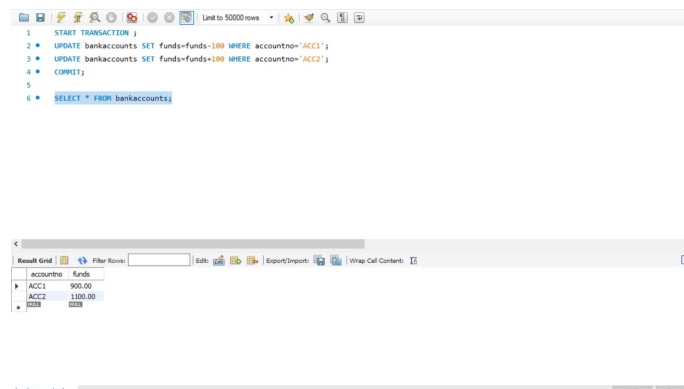 Limit to 50000 rows
1 START TRANSACTION ;
2 UPDATE bankaccounts SET funds=funds-100 WHERE accountno='ACC1';
3 UPDATE bankaccounts SET funds=funds+100 WHERE accountno='ACC2';
4 COMMIT;
5
6 SELECT * FROM bankaccounts;
Result Grid Filter Rows: Edit: Export/Import: Wrap Cell Content:
accountno funds
ACC1 900.00
ACC2 1100.00
NULL NULL